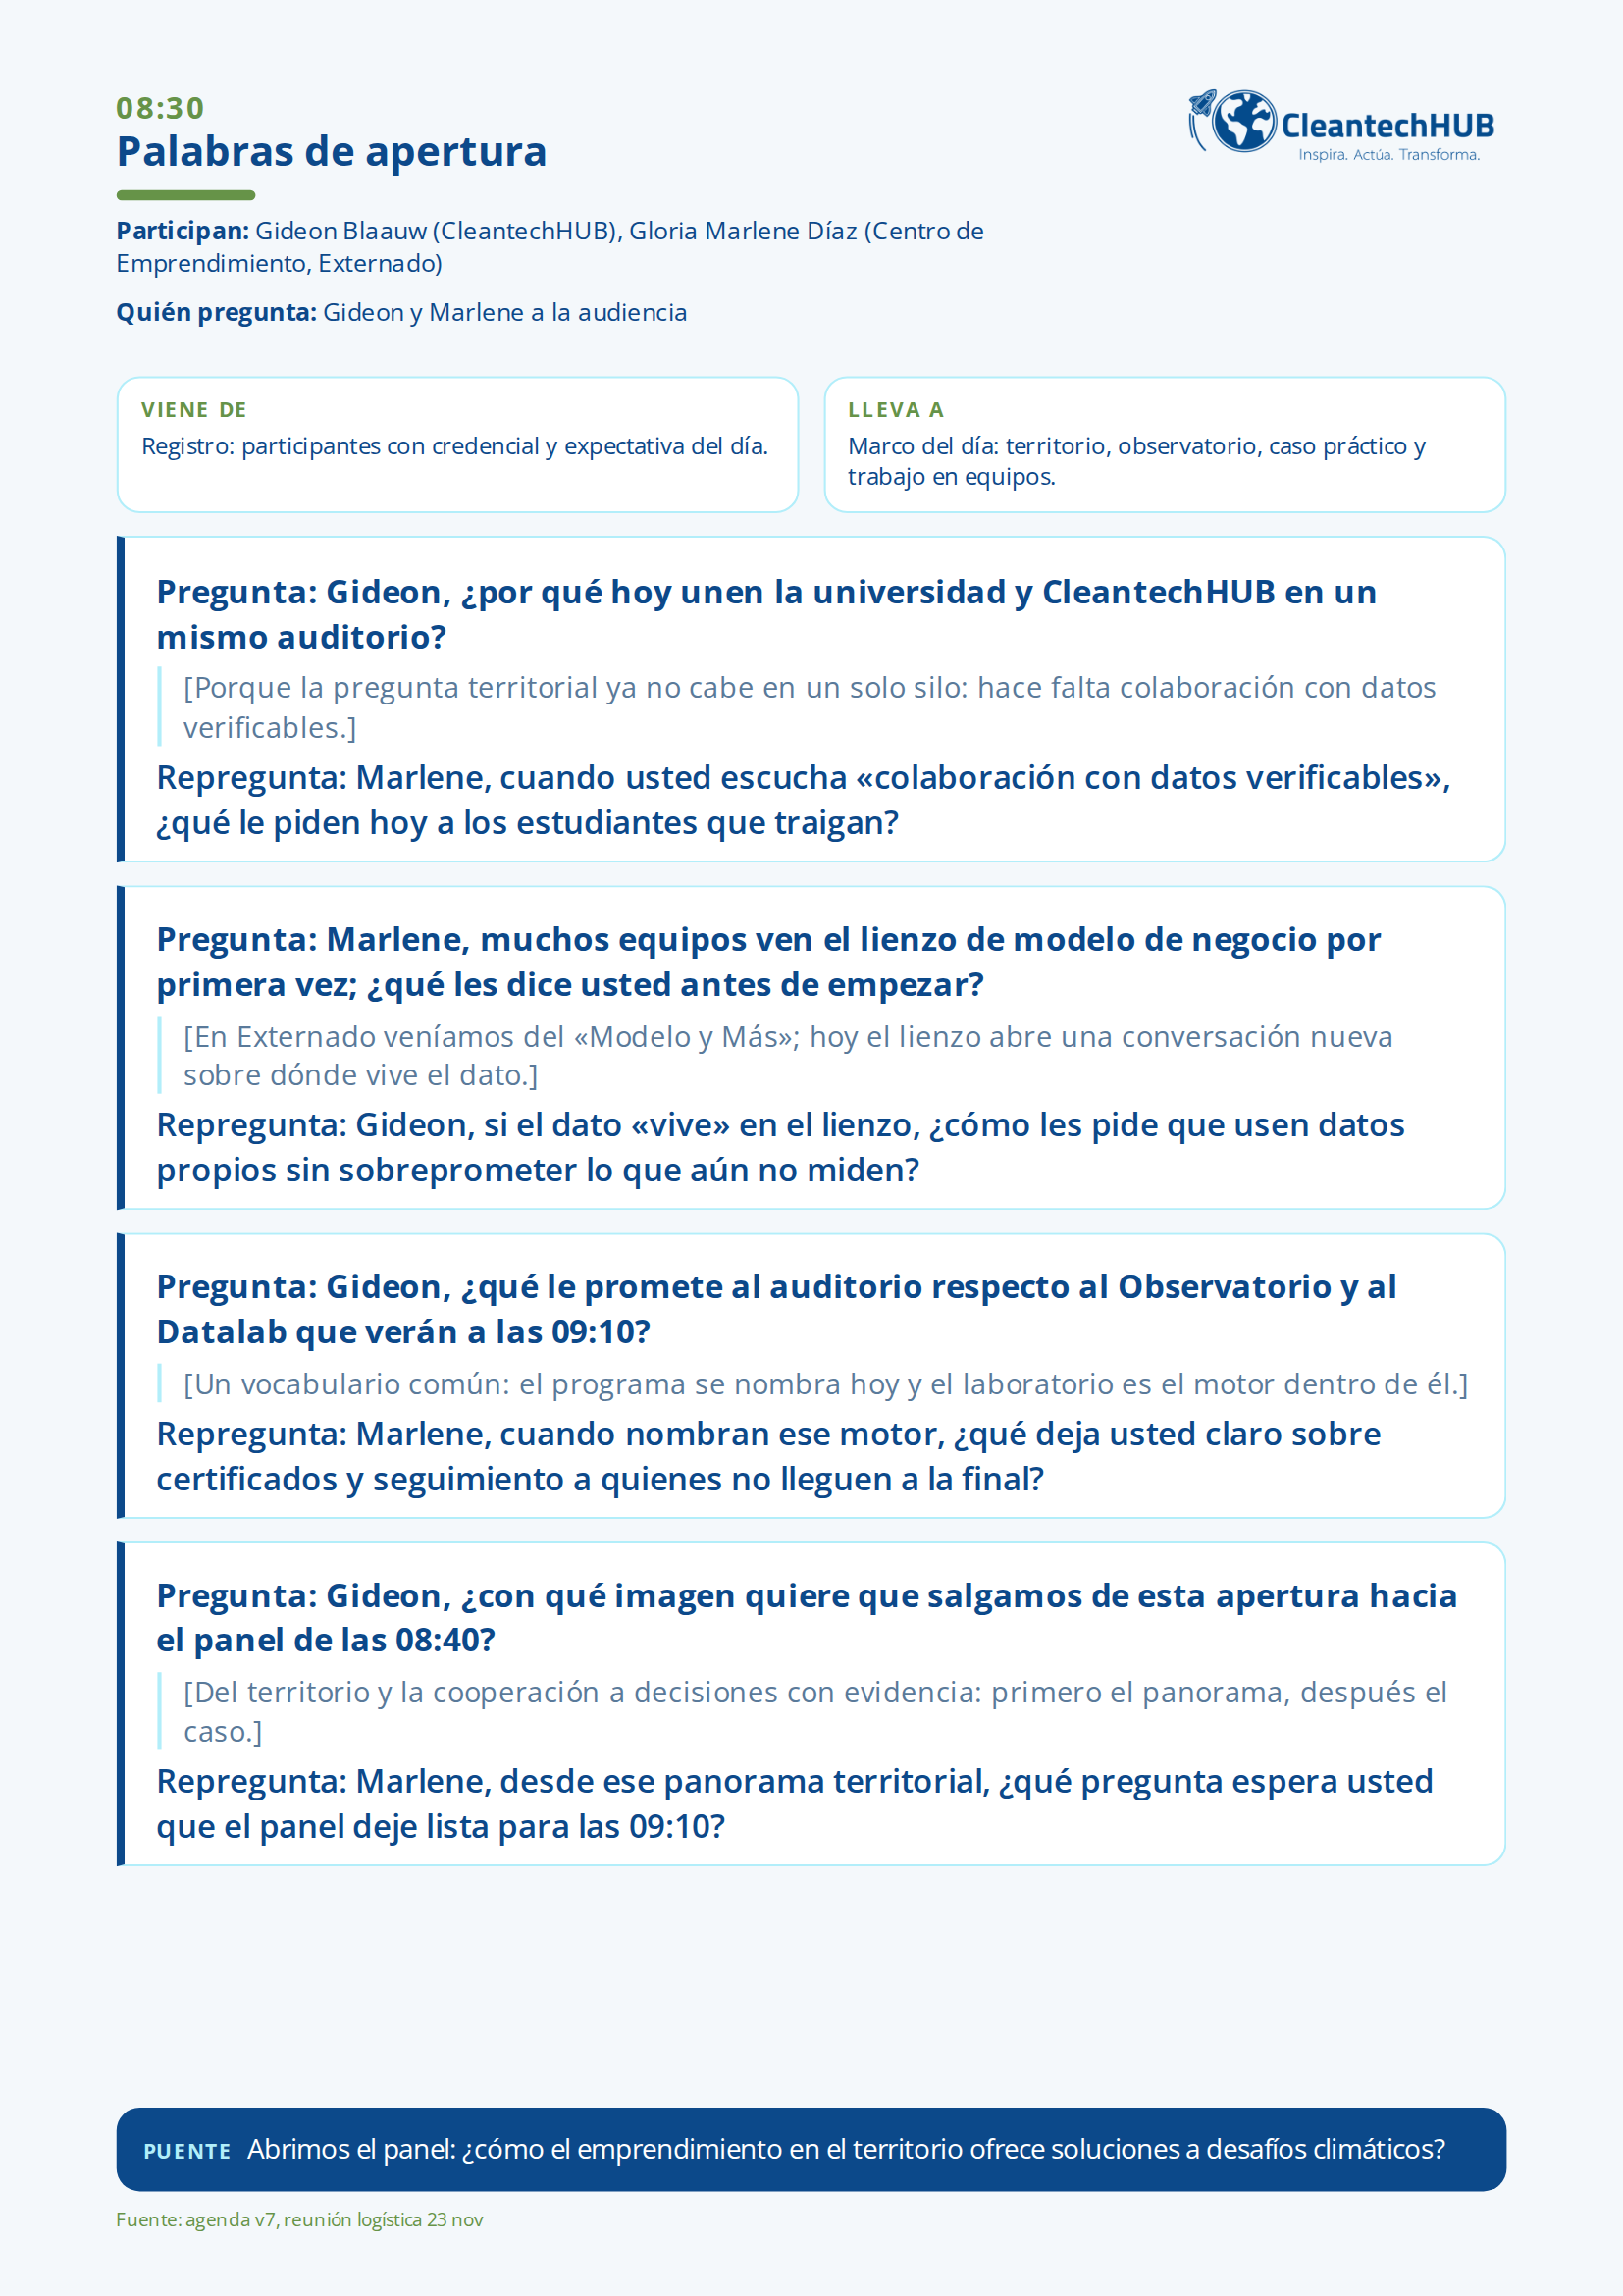 08:30
Palabras de apertura
CleantechHUB
Inspira. Actúa. Transforma.
Participan: Gideon Blaauw (CleantechHUB), Gloria Marlene Díaz (Centro de
Emprendimiento, Externado)
Quién pregunta: Gideon y Marlene a la audiencia
VIENE DE
Registro: participantes con credencial y expectativa del día.
LLEVA A
Marco del día: territorio, observatorio, caso práctico y
trabajo en equipos.
Pregunta: Gideon, ¿por qué hoy unen la universidad y CleantechHUB en un
mismo auditorio?
[Porque la pregunta territorial ya no cabe en un solo silo: hace falta colaboración con datos
verificables.]
Repregunta: Marlene, cuando usted escucha «colaboración con datos verificables»,
¿qué le piden hoy a los estudiantes que traigan?
Pregunta: Marlene, muchos equipos ven el lienzo de modelo de negocio por
primera vez; ¿qué les dice usted antes de empezar?
[En Externado veníamos del «Modelo y Más»; hoy el lienzo abre una conversación nueva
sobre dónde vive el dato.]
Repregunta: Gideon, si el dato «vive» en el lienzo, ¿cómo les pide que usen datos
propios sin sobreprometer lo que aún no miden?
Pregunta: Gideon, ¿qué le promete al auditorio respecto al Observatorio y al
Datalab que verán a las 09:10?
[Un vocabulario común: el programa se nombra hoy y el laboratorio es el motor dentro de él.]
Repregunta: Marlene, cuando nombran ese motor, ¿qué deja usted claro sobre
certificados y seguimiento a quienes no lleguen a la final?
Pregunta: Gideon, ¿con qué imagen quiere que salgamos de esta apertura hacia
el panel de las 08:40?
[Del territorio y la cooperación a decisiones con evidencia: primero el panorama, después el
caso.]
Repregunta: Marlene, desde ese panorama territorial, ¿qué pregunta espera usted
que el panel deje lista para las 09:10?
PUENTE Abrimos el panel: ¿cómo el emprendimiento en el territorio ofrece soluciones a desafíos climáticos?
Fuente: agenda v7, reunión logística 23 nov